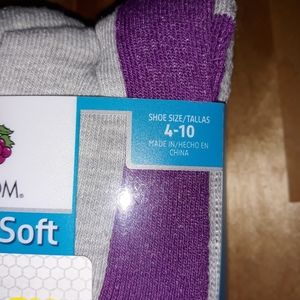 SHOE SIZE/TALLAS
4-10
MADE IN/HECHO EN
CHINA
OM®
Soft